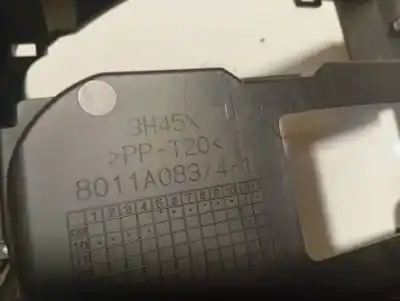 3H45
>PP-T20<
8011A083/4-1
1 2 3 4 5 6 7 8 9 10 11 12